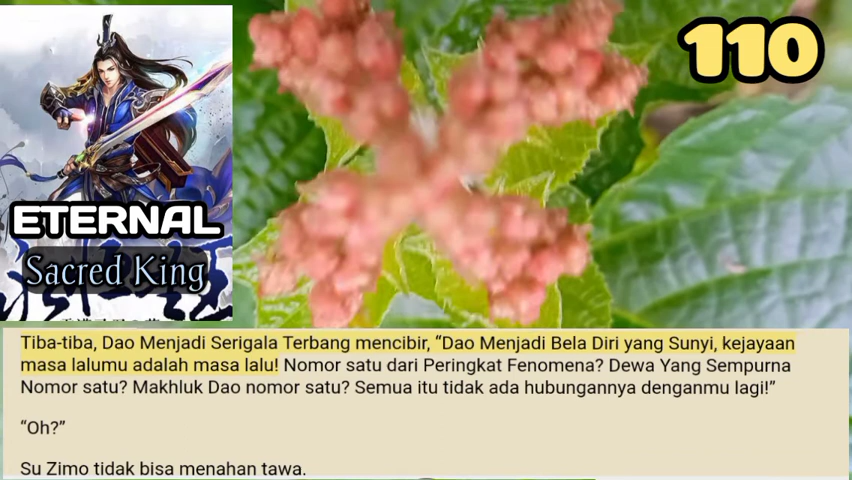 110
ETERNAL
Sacred King
Tiba-tiba, Dao Menjadi Serigala Terbang mencibir, “Dao Menjadi Bela Diri yang Sunyi, kejayaan
masa lalumu adalah masa lalu! Nomor satu dari Peringkat Fenomena? Dewa Yang Sempurna
Nomor satu? Makhluk Dao nomor satu? Semua itu tidak ada hubungannya denganmu lagi!”
“Oh?”
Su Zimo tidak bisa menahan tawa.